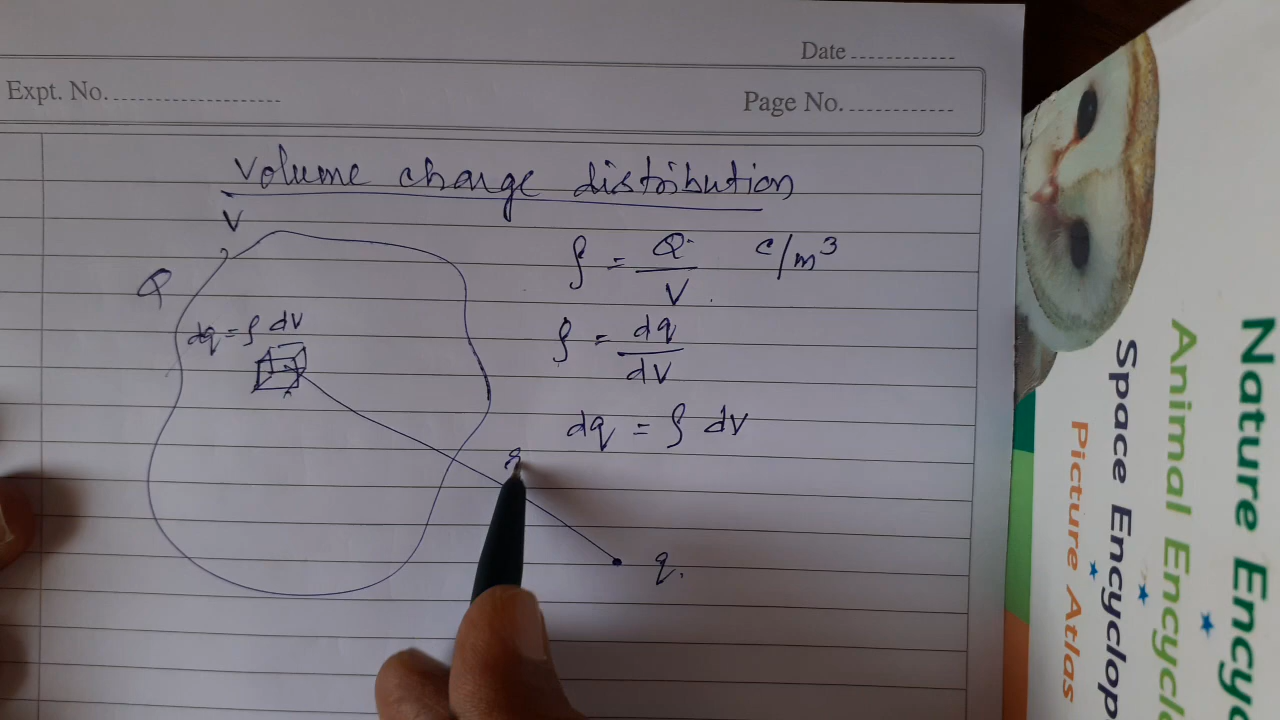 Date
Expt. No.
Page No.
Volume charge distribution
V
Q
dq = ρ dV
ρ = Q/V C/m³
ρ = dq/dV
dq = ρ dV
r
q.
Nature Ency
Animal Encyc
Space Encyclop
Picture Atlas